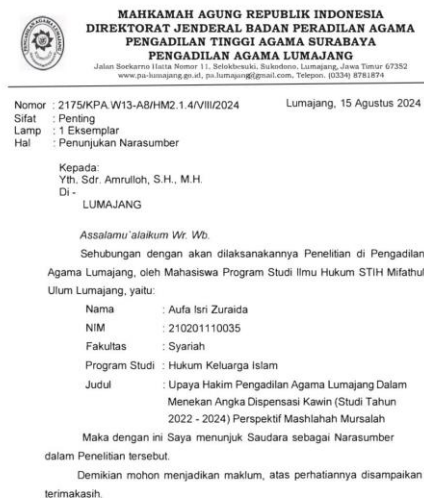 MAHKAMAH AGUNG REPUBLIK INDONESIA
DIREKTORAT JENDERAL BADAN PERADILAN AGAMA
PENGADILAN TINGGI AGAMA SURABAYA
PENGADILAN AGAMA LUMAJANG
Jalan Soekarno Hatta Nomor 11, Selokbesuki, Sukodono, Lumajang, Jawa Timur 67352
www.pa-lumajang.go.id, pa.lumajang@gmail.com, Telepon. (0334) 8781874
Nomor : 2175/KPA.W13-A8/HM2.1.4/VIII/2024 Lumajang, 15 Agustus 2024
Sifat : Penting
Lamp : 1 Eksemplar
Hal : Penunjukan Narasumber
Kepada:
Yth. Sdr. Amrulloh, S.H., M.H.
Di -
LUMAJANG
Assalamu`alaikum Wr. Wb.
Sehubungan dengan akan dilaksanakannya Penelitian di Pengadilan
Agama Lumajang, oleh Mahasiswa Program Studi Ilmu Hukum STIH Mifathul
Ulum Lumajang, yaitu:
Nama : Aufa Isri Zuraida
NIM : 210201110035
Fakultas : Syariah
Program Studi : Hukum Keluarga Islam
Judul : Upaya Hakim Pengadilan Agama Lumajang Dalam
Menekan Angka Dispensasi Kawin (Studi Tahun
2022 - 2024) Perspektif Mashlahah Mursalah
Maka dengan ini Saya menunjuk Saudara sebagai Narasumber
dalam Penelitian tersebut.
Demikian mohon menjadikan maklum, atas perhatiannya disampaikan
terimakasih.